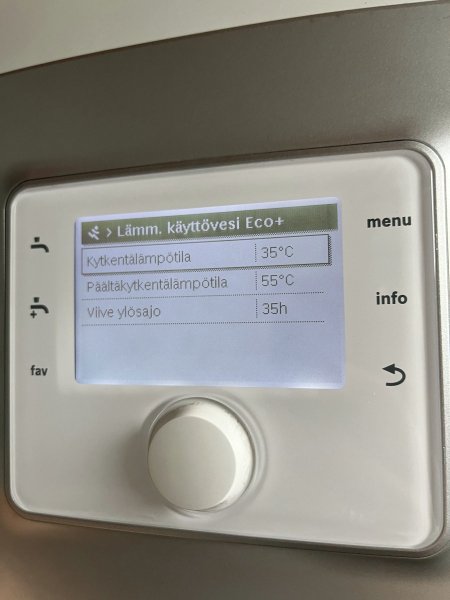 > Lämm. käyttövesi Eco+
Kytkentälämpötila 35°C
Päältäkytkentälämpötila 55°C
Viive ylösajo 35h
menu
info
fav